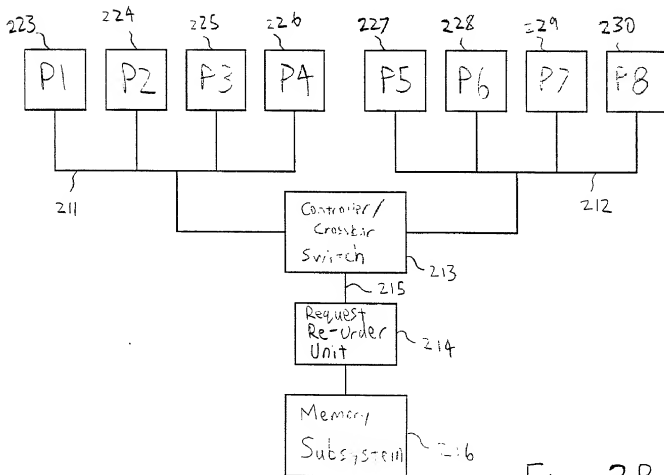 223 224 225 226 227 228 229 230
P1 P2 P3 P4 P5 P6 P7 P8
211 212
Controller/
Crossbar
Switch
213
215
Request
Re-Order
Unit
214
Memory
Subsystem
216